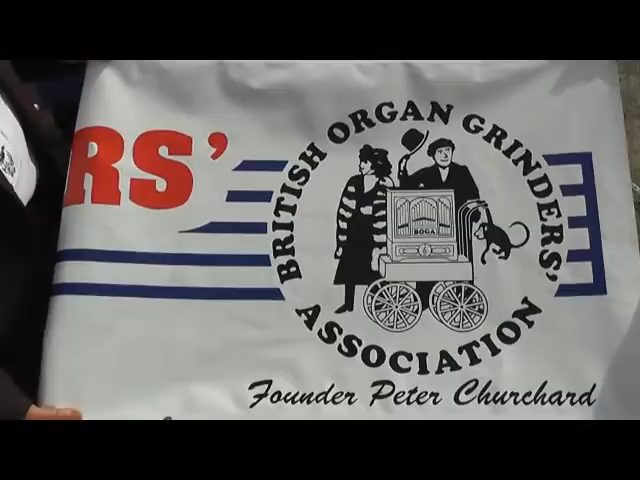 RS'
BRITISH ORGAN GRINDERS'
ASSOCIATION
BOGA
Founder Peter Churchard